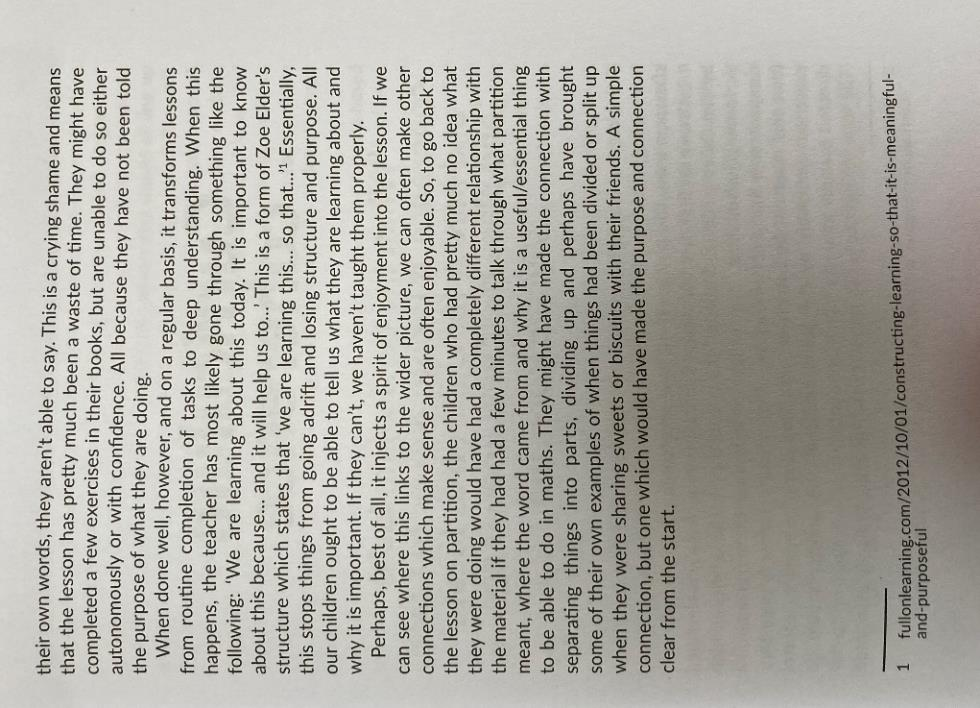 their own words, they aren't able to say. This is a crying shame and means
that the lesson has pretty much been a waste of time. They might have
completed a few exercises in their books, but are unable to do so either
autonomously or with confidence. All because they have not been told
the purpose of what they are doing.
When done well, however, and on a regular basis, it transforms lessons
from routine completion of tasks to deep understanding. When this
happens, the teacher has most likely gone through something like the
following: 'We are learning about this today. It is important to know
about this because... and it will help us to...' This is a form of Zoe Elder's
structure which states that 'we are learning this... so that...'1 Essentially,
this stops things from going adrift and losing structure and purpose. All
our children ought to be able to tell us what they are learning about and
why it is important. If they can't, we haven't taught them properly.
Perhaps, best of all, it injects a spirit of enjoyment into the lesson. If we
can see where this links to the wider picture, we can often make other
connections which make sense and are often enjoyable. So, to go back to
the lesson on partition, the children who had pretty much no idea what
they were doing would have had a completely different relationship with
the material if they had had a few minutes to talk through what partition
meant, where the word came from and why it is a useful/essential thing
to be able to do in maths. They might have made the connection with
separating things into parts, dividing up and perhaps have brought
some of their own examples of when things had been divided or split up
when they were sharing sweets or biscuits with their friends. A simple
connection, but one which would have made the purpose and connection
clear from the start.
1 fullonlearning.com/2012/10/01/constructing-learning-so-that-it-is-meaningful-
and-purposeful